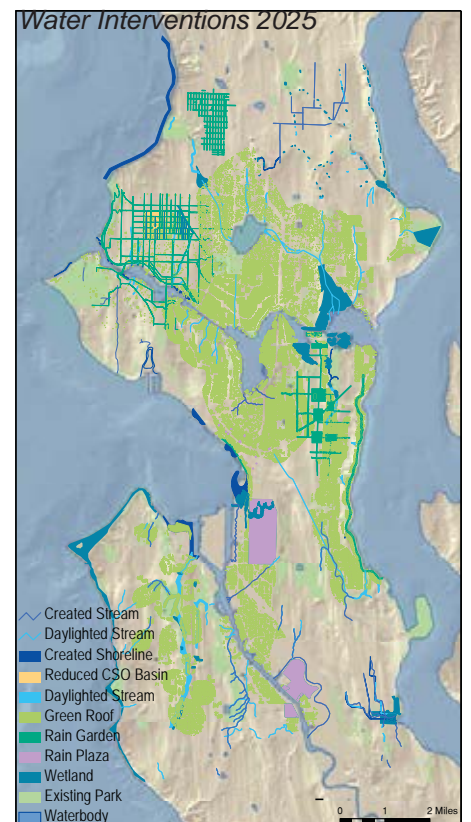 Water Interventions 2025
Created Stream
Daylighted Stream
Created Shoreline
Reduced CSO Basin
Daylighted Stream
Green Roof
Rain Garden
Rain Plaza
Wetland
Existing Park
Waterbody
0 1 2 Miles